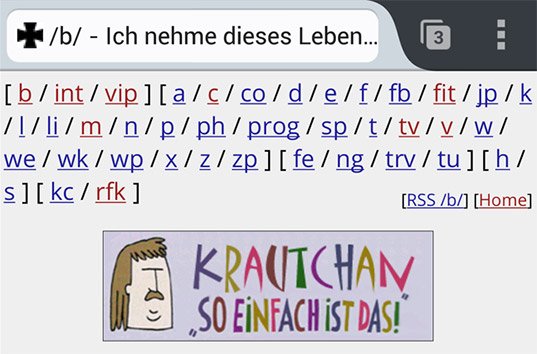 /b/ - Ich nehme dieses Leben...
3
[ b / int / vip ] [ a / c / co / d / e / f / fb / fit / jp / k
/ l / li / m / n / p / ph / prog / sp / t / tv / v / w /
we / wk / wp / x / z / zp ] [ fe / ng / trv / tu ] [ h /
s ] [ kc / rfk ]
[RSS /b/] [Home]
KRAUTCHAN
„SO EiNFACH iST DAS!“